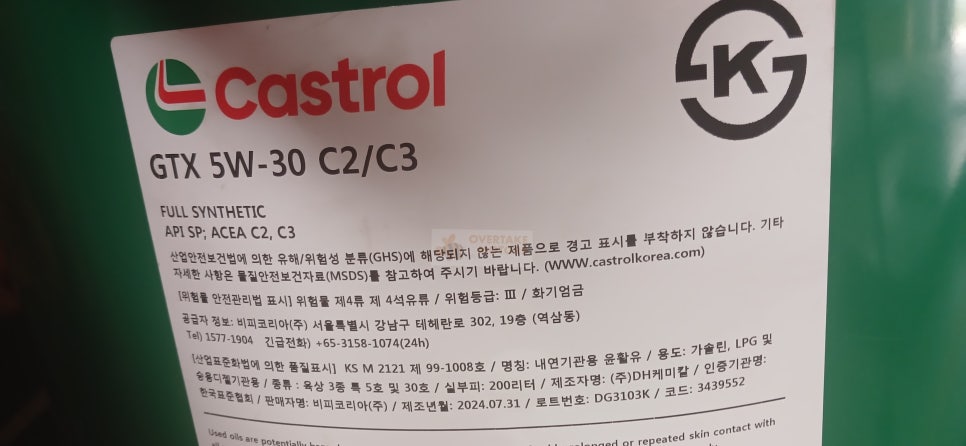 Castrol
K
GTX 5W-30 C2/C3
FULL SYNTHETIC
API SP; ACEA C2, C3
OVERTAKE
산업안전보건법에 의한 유해/위험성 분류(GHS)에 해당되지 않는 제품으로 경고 표시를 부착하지 않습니다. 기타
자세한 사항은 물질안전보건자료(MSDS)를 참고하여 주시기 바랍니다. (WWW.castrolkorea.com)
[위험물 안전관리법 표시] 위험물 제4류 제 4석유류 / 위험등급: III / 화기엄금
공급자 정보: 비피코리아(주) 서울특별시 강남구 테헤란로 302, 19층 (역삼동)
Tel) 1577-1904 긴급전화) +65-3158-1074(24h)
[산업표준화법에 의한 품질표시] KS M 2121 제 99-1008호 / 명칭: 내연기관용 윤활유 / 용도: 가솔린, LPG 및
승용디젤기관용 / 종류 : 육상 3종 특 5호 및 30호 / 실부피: 200리터 / 제조자명: (주)DH케미칼 / 인증기관명:
한국표준협회 / 판매자명: 비피코리아(주) / 제조년월: 2024.07.31 / 로트번호: DG3103K / 코드: 3439552
Used oils are potentially prolonged or repeated skin contact with